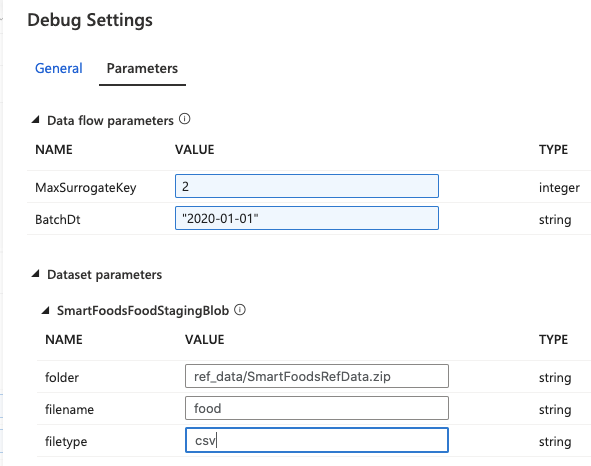 Debug Settings
General Parameters
Data flow parameters
NAME VALUE TYPE
MaxSurrogateKey 2 integer
BatchDt "2020-01-01" string
Dataset parameters
SmartFoodsFoodStagingBlob
NAME VALUE TYPE
folder ref_data/SmartFoodsRefData.zip string
filename food string
filetype csv string